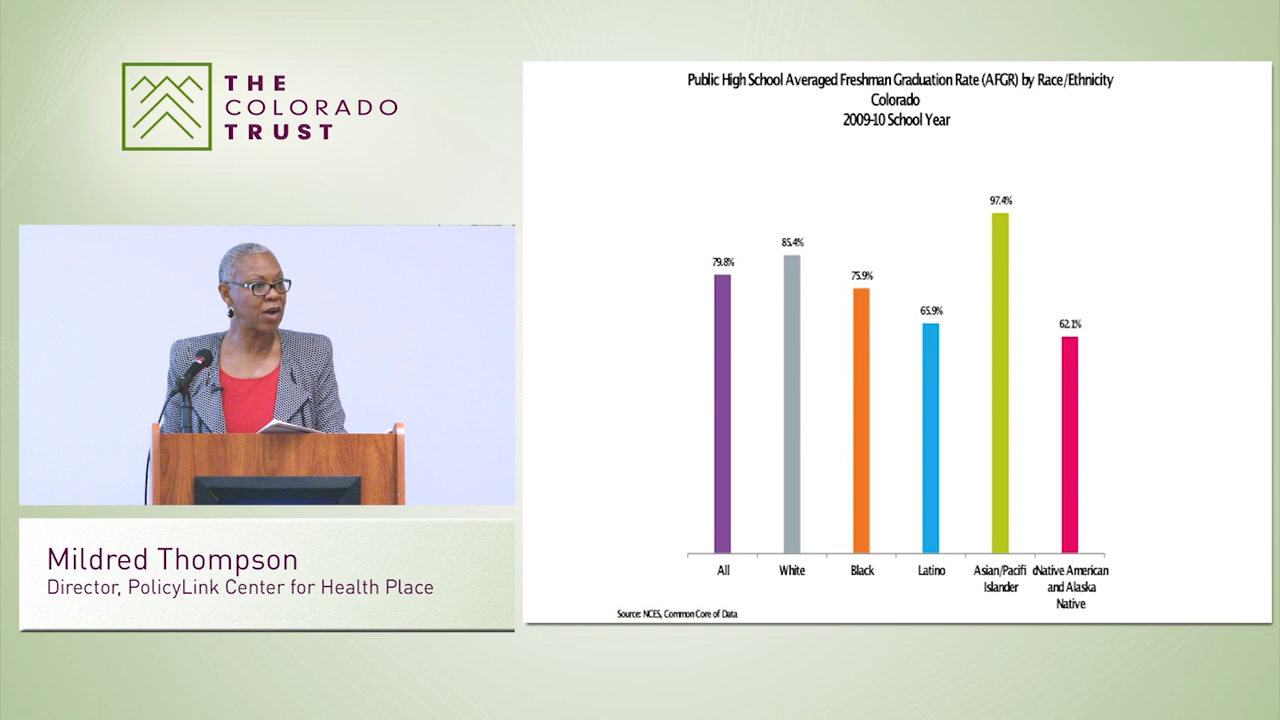 THE
COLORADO
TRUST
Mildred Thompson
Director, PolicyLink Center for Health Place
Public High School Averaged Freshman Graduation Rate (AFGR) by Race/Ethnicity
Colorado
2009-10 School Year
79.8%
85.4%
75.9%
65.9%
97.4%
62.1%
All
White
Black
Latino
Asian/Pacifi
Islander
cNative American
and Alaska
Native
Source: NCES, Common Core of Data